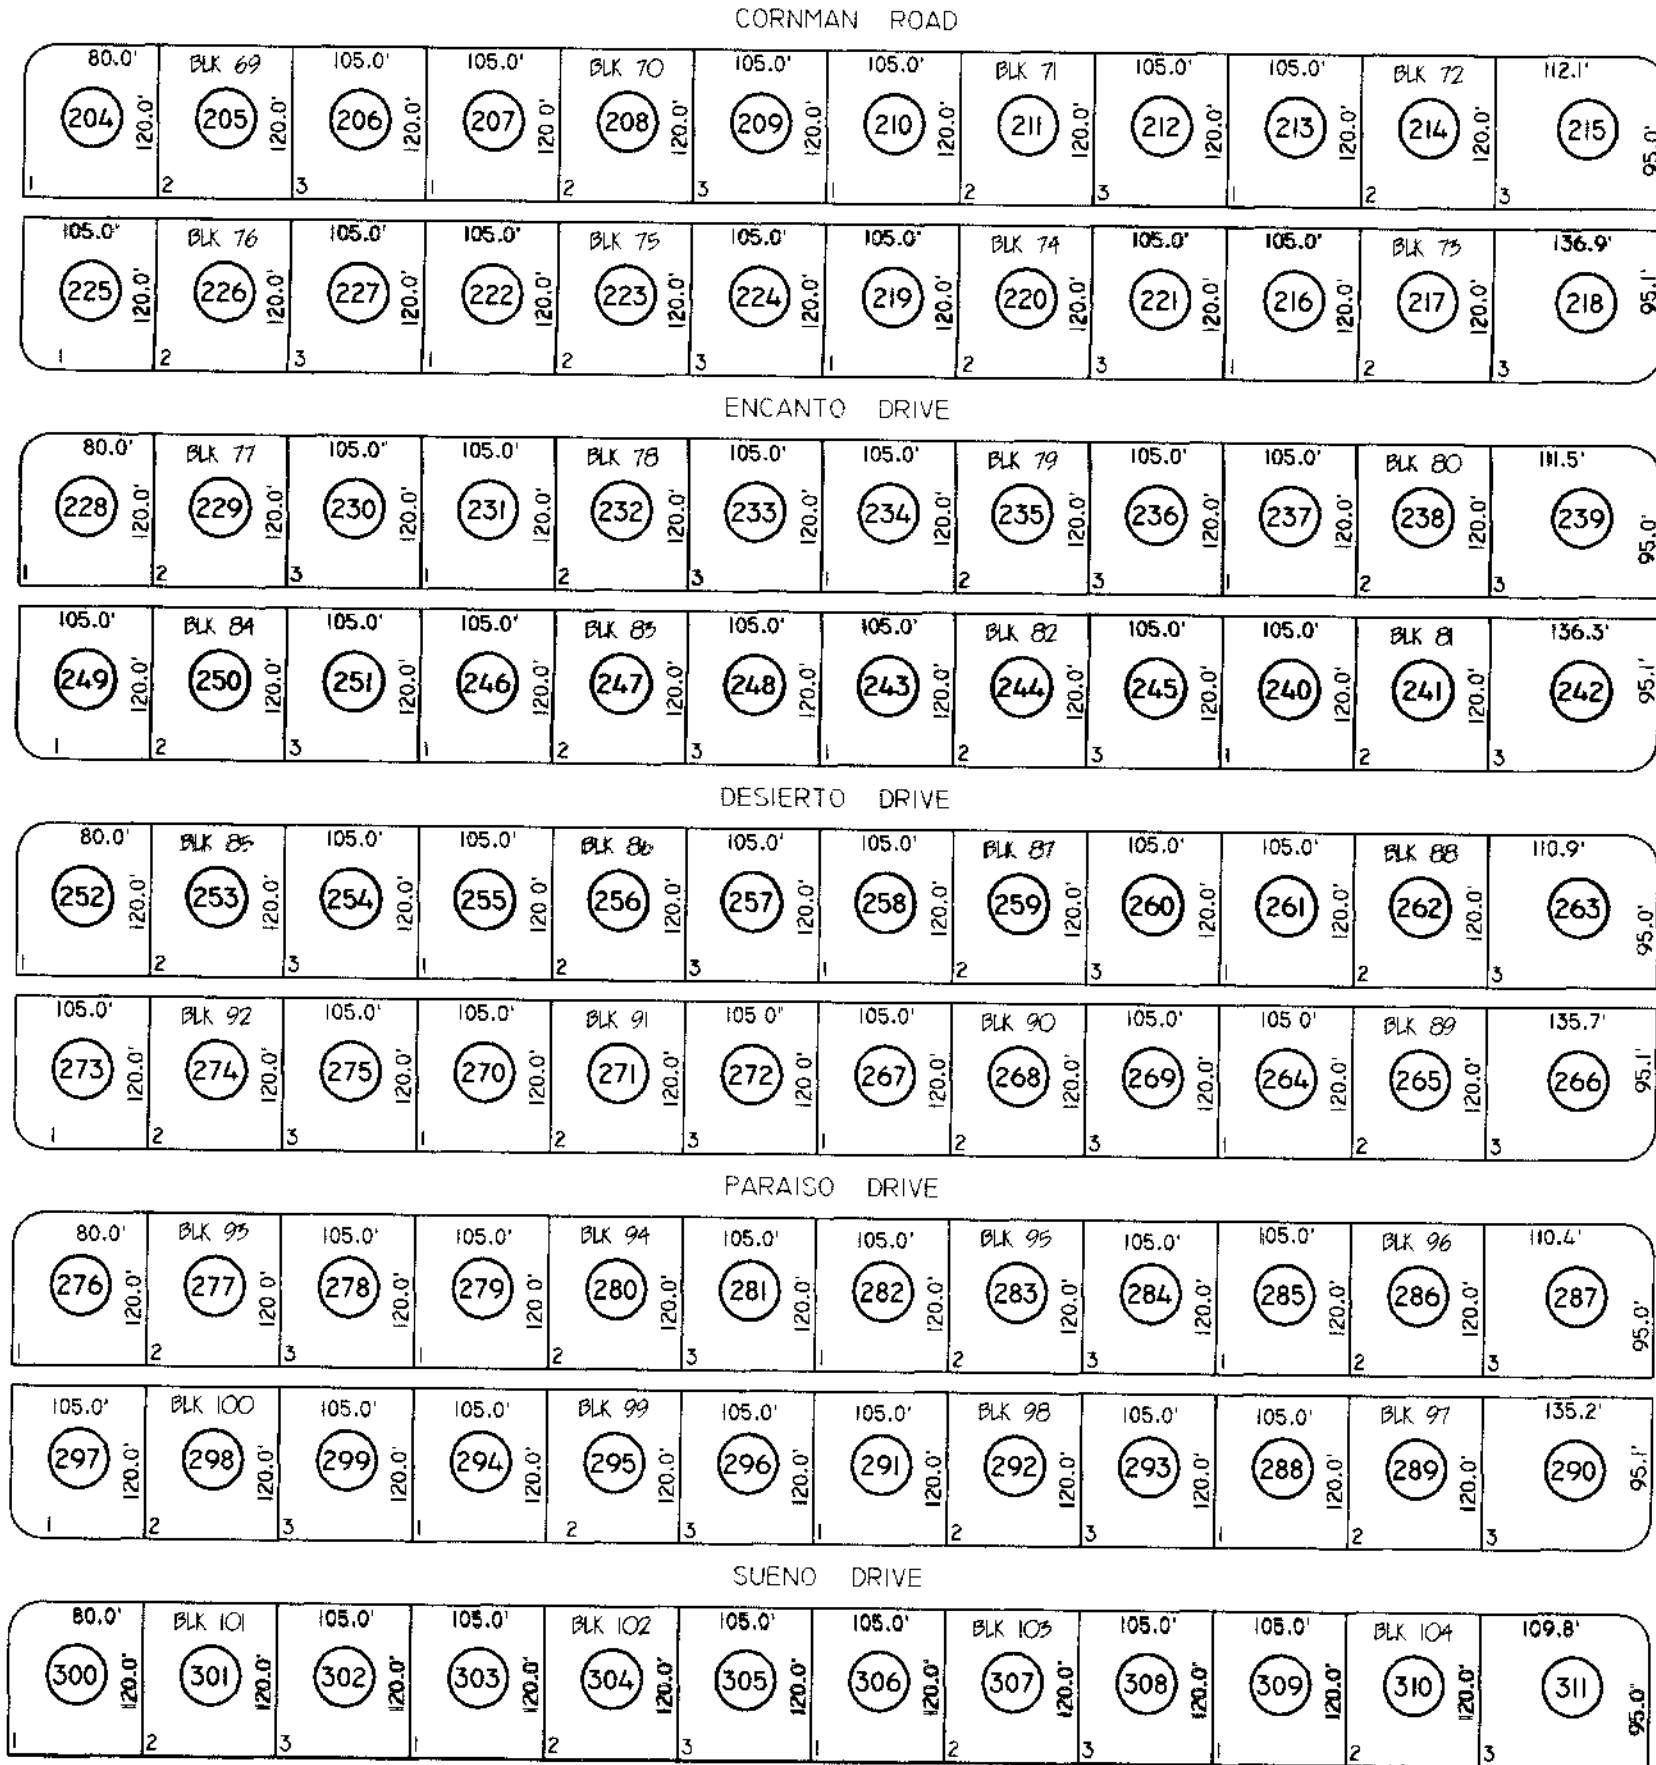 CORNMAN ROAD
80.0' BLK 69 105.0' 105.0' BLK 70 105.0' 105.0' BLK 71 105.0' 105.0' BLK 72 112.1'
204 120.0' 205 120.0' 206 120.0' 207 120 0' 208 120.0' 209 120.0' 210 120.0' 211 120.0' 212 120.0' 213 120.0' 214 120.0' 215 95.0'
1 2 3 1 2 3 1 2 3 1 2 3
105.0' BLK 76 105.0' 105.0' BLK 75 105.0' 105.0' BLK 74 105.0' 105.0' BLK 73 136.9'
225 120.0' 226 120.0' 227 120.0' 222 120.0' 223 120.0' 224 120.0' 219 120.0' 220 120.0' 221 120.0' 216 120.0' 217 120.0' 218 95.1'
1 2 3 1 2 3 1 2 3 1 2 3
ENCANTO DRIVE
80.0' BLK 77 105.0' 105.0' BLK 78 105.0' 105.0' BLK 79 105.0' 105.0' BLK 80 111.5'
228 120.0' 229 120.0' 230 120.0' 231 120.0' 232 120.0' 233 120.0' 234 120.0' 235 120.0' 236 120.0' 237 120.0' 238 120.0' 239 95.0'
1 2 3 1 2 3 1 2 3 1 2 3
105.0' BLK 84 105.0' 105.0' BLK 83 105.0' 105.0' BLK 82 105.0' 105.0' BLK 81 136.3'
249 120.0' 250 120.0' 251 120.0' 246 120.0' 247 120.0' 248 120.0' 243 120.0' 244 120.0' 245 120.0' 240 120.0' 241 120.0' 242 95.1'
1 2 3 1 2 3 1 2 3 1 2 3
DESIERTO DRIVE
80.0' BLK 85 105.0' 105.0' BLK 86 105.0' 105.0' BLK 87 105.0' 105.0' BLK 88 110.9'
252 120.0' 253 120.0' 254 120.0' 255 120 0' 256 120.0' 257 120.0' 258 120.0' 259 120.0' 260 120.0' 261 120.0' 262 120.0' 263 95.0'
1 2 3 1 2 3 1 2 3 1 2 3
105.0' BLK 92 105.0' 105.0' BLK 91 105 0' 105.0' BLK 90 105.0' 105 0' BLK 89 135.7'
273 120.0' 274 120.0' 275 120.0' 270 120.0' 271 120.0' 272 120 0' 267 120.0' 268 120.0' 269 120.0' 264 120.0' 265 120.0' 266 95.1'
1 2 3 1 2 3 1 2 3 1 2 3
PARAISO DRIVE
80.0' BLK 93 105.0' 105.0' BLK 94 105.0' 105.0' BLK 95 105.0' 105.0' BLK 96 110.4'
276 120.0' 277 120 0' 278 120.0' 279 120 0' 280 120.0' 281 120.0' 282 120.0' 283 120.0' 284 120.0' 285 120.0' 286 120.0' 287 95.0'
1 2 3 1 2 3 1 2 3 1 2 3
105.0' BLK 100 105.0' 105.0' BLK 99 105.0' 105.0' BLK 98 105.0' 105.0' BLK 97 135.2'
297 120.0' 298 120.0' 299 120.0' 294 120.0' 295 120.0' 296 120.0' 291 120.0' 292 120.0' 293 120.0' 288 120.0' 289 120.0' 290 95.1'
1 2 3 1 2 3 1 2 3 1 2 3
SUENO DRIVE
80.0' BLK 101 105.0' 105.0' BLK 102 105.0' 105.0' BLK 103 105.0' 105.0' BLK 104 109.8'
300 120.0' 301 120.0' 302 120.0' 303 120.0' 304 120.0' 305 120.0' 306 120.0' 307 120.0' 308 120.0' 309 120.0' 310 120.0' 311 95.0'
1 2 3 1 2 3 1 2 3 1 2 3